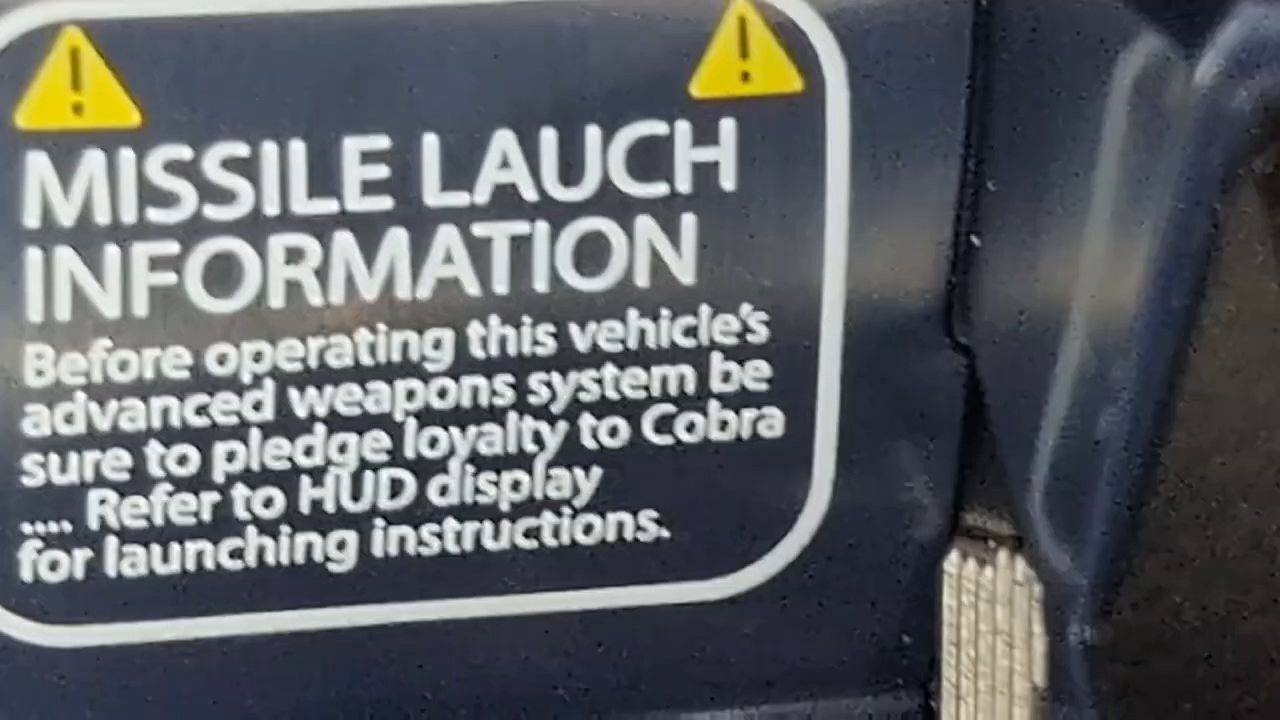 MISSILE LAUCH
INFORMATION
Before operating this vehicle's
advanced weapons system be
sure to pledge loyalty to Cobra
.... Refer to HUD display
for launching instructions.